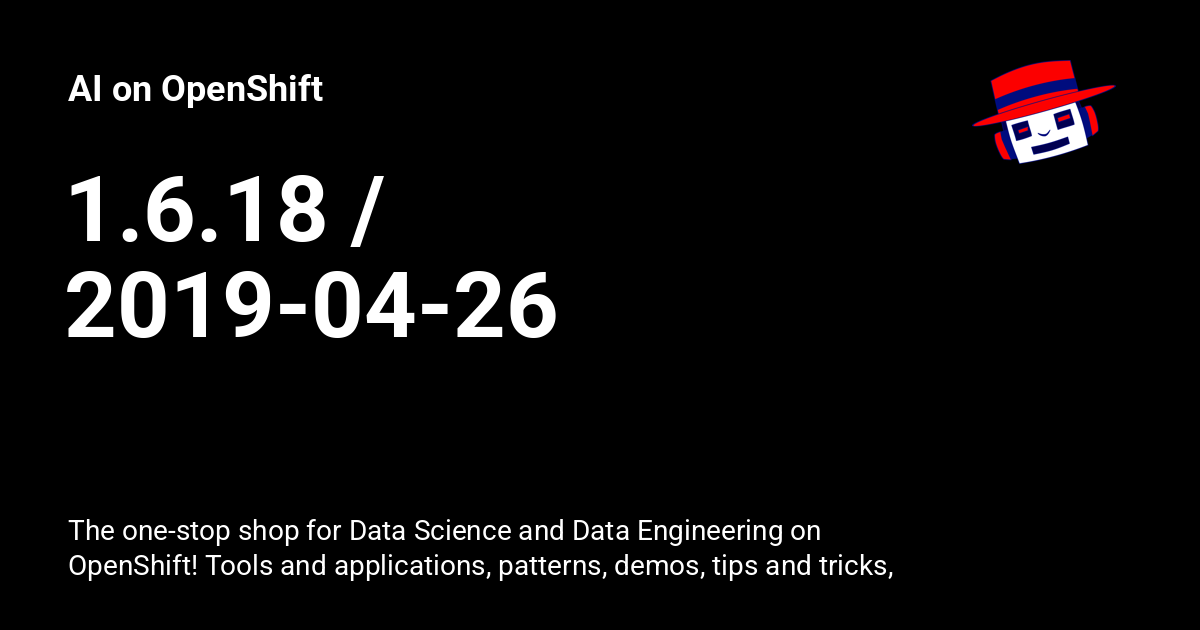 AI on OpenShift
1.6.18 /
2019-04-26
The one-stop shop for Data Science and Data Engineering on
OpenShift! Tools and applications, patterns, demos, tips and tricks,